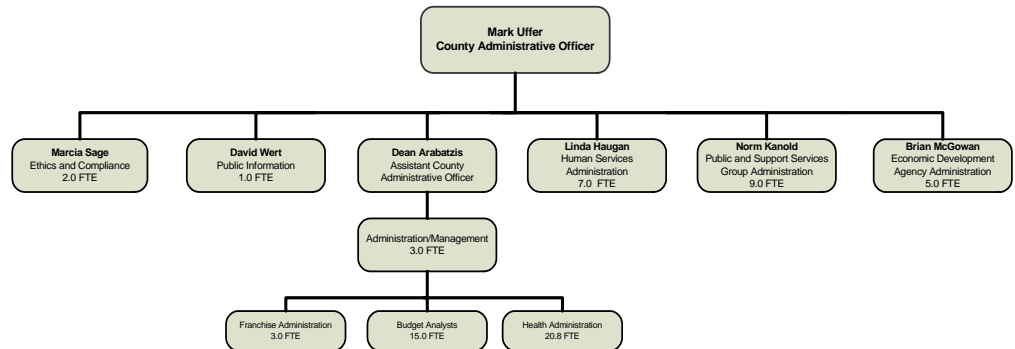 Mark Uffer
County Administrative Officer
Marcia Sage
Ethics and Compliance
2.0 FTE
David Wert
Public Information
1.0 FTE
Dean Arabatzis
Assistant County
Administrative Officer
Linda Haugan
Human Services
Administration
7.0 FTE
Norm Kanold
Public and Support Services
Group Administration
9.0 FTE
Brian McGowan
Economic Development
Agency Administration
5.0 FTE
Administration/Management
3.0 FTE
Franchise Administration
3.0 FTE
Budget Analysts
15.0 FTE
Health Administration
20.8 FTE